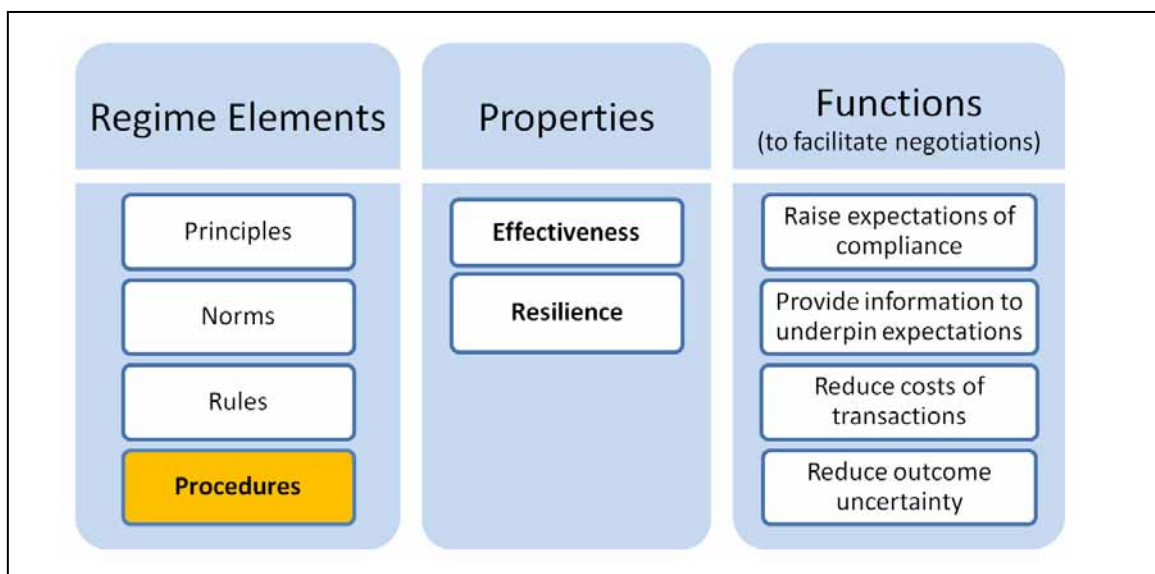 Regime Elements
Principles
Norms
Rules
Procedures
Properties
Effectiveness
Resilience
Functions
(to facilitate negotiations)
Raise expectations of
compliance
Provide information to
underpin expectations
Reduce costs of
transactions
Reduce outcome
uncertainty